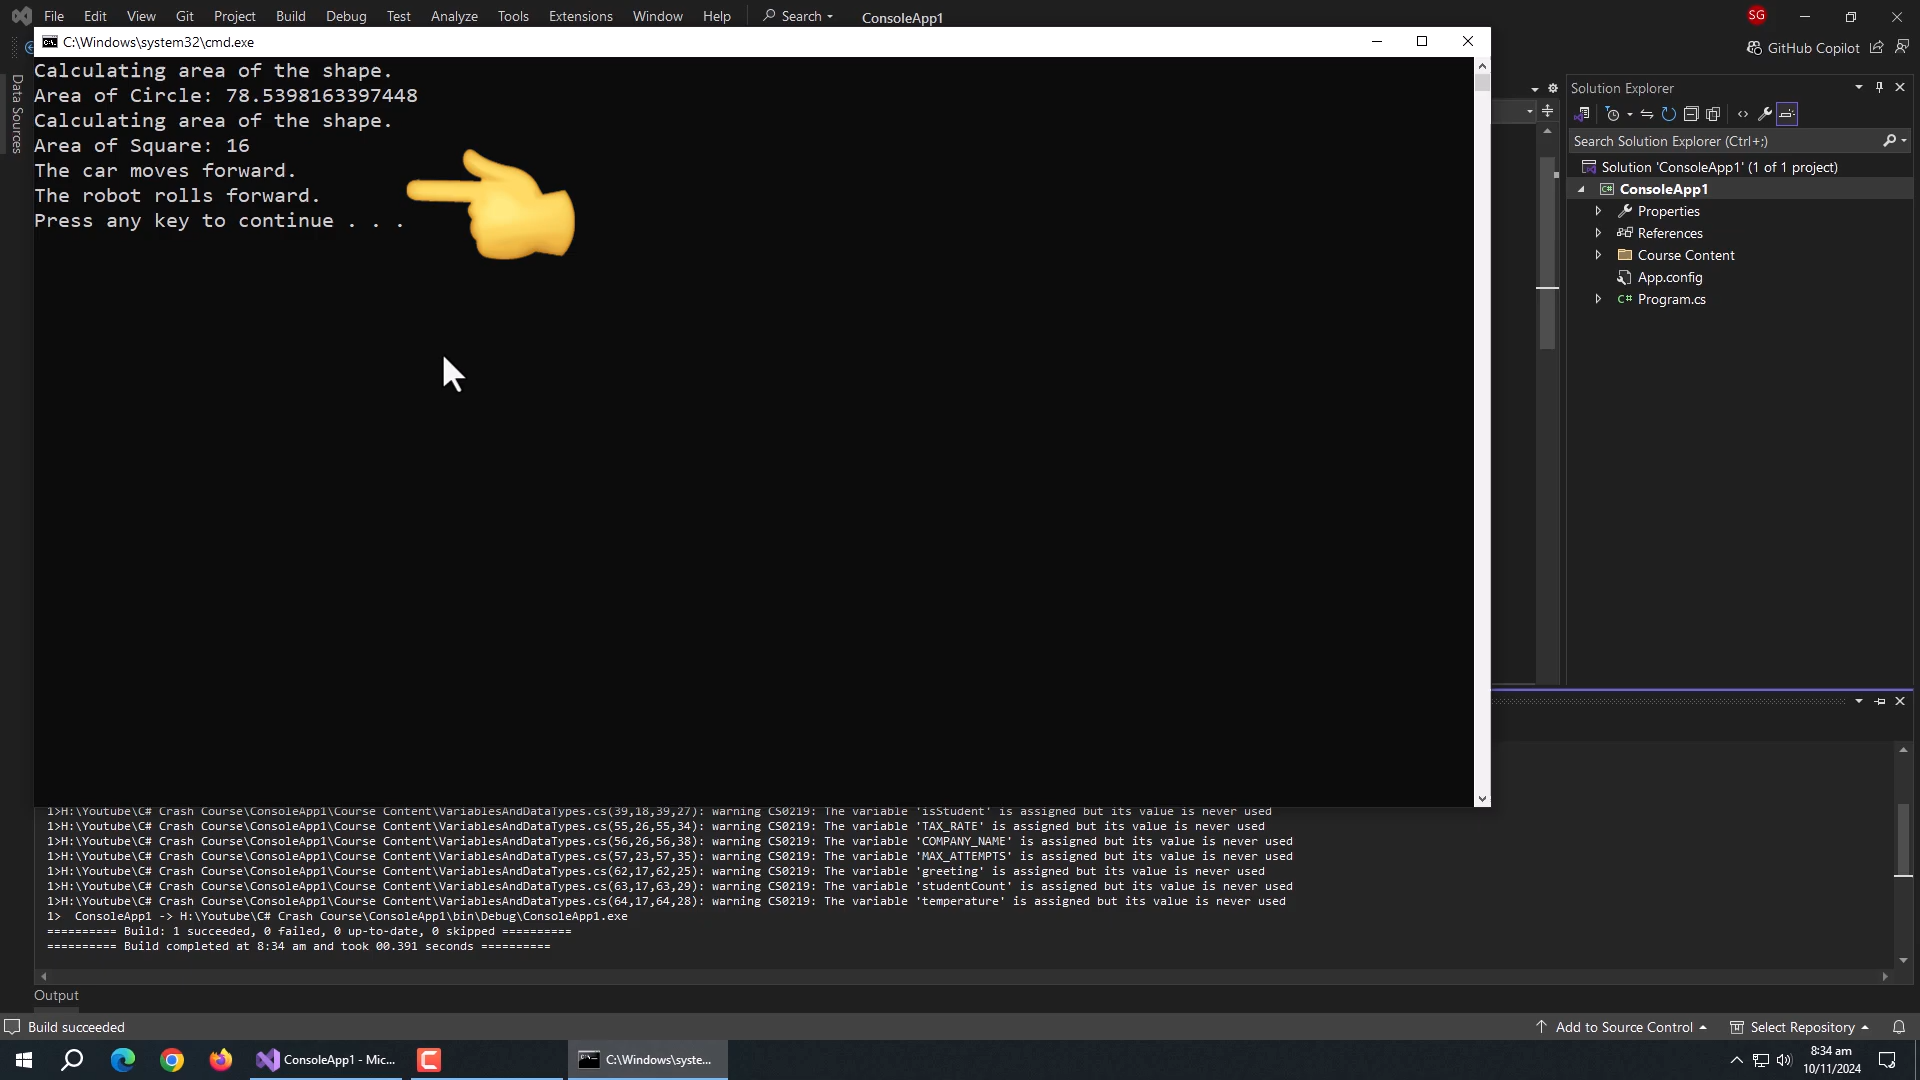 File Edit View Git Project Build Debug Test Analyze Tools Extensions Window Help Search ConsoleApp1 SG
GitHub Copilot
C:\Windows\system32\cmd.exe
Data Sources
Calculating area of the shape.
Area of Circle: 78.5398163397448
Calculating area of the shape.
Area of Square: 16
The car moves forward.
The robot rolls forward.
Press any key to continue . . .
Solution Explorer
Search Solution Explorer (Ctrl+;)
Solution 'ConsoleApp1' (1 of 1 project)
C# ConsoleApp1
Properties
References
Course Content
App.config
C# Program.cs
1>H:\Youtube\C# Crash Course\ConsoleApp1\Course Content\VariablesAndDataTypes.cs(39,18,39,27): warning CS0219: The variable 'isStudent' is assigned but its value is never used
1>H:\Youtube\C# Crash Course\ConsoleApp1\Course Content\VariablesAndDataTypes.cs(55,26,55,34): warning CS0219: The variable 'TAX_RATE' is assigned but its value is never used
1>H:\Youtube\C# Crash Course\ConsoleApp1\Course Content\VariablesAndDataTypes.cs(56,26,56,38): warning CS0219: The variable 'COMPANY_NAME' is assigned but its value is never used
1>H:\Youtube\C# Crash Course\ConsoleApp1\Course Content\VariablesAndDataTypes.cs(57,23,57,35): warning CS0219: The variable 'MAX_ATTEMPTS' is assigned but its value is never used
1>H:\Youtube\C# Crash Course\ConsoleApp1\Course Content\VariablesAndDataTypes.cs(62,17,62,25): warning CS0219: The variable 'greeting' is assigned but its value is never used
1>H:\Youtube\C# Crash Course\ConsoleApp1\Course Content\VariablesAndDataTypes.cs(63,17,63,29): warning CS0219: The variable 'studentCount' is assigned but its value is never used
1>H:\Youtube\C# Crash Course\ConsoleApp1\Course Content\VariablesAndDataTypes.cs(64,17,64,28): warning CS0219: The variable 'temperature' is assigned but its value is never used
1> ConsoleApp1 -> H:\Youtube\C# Crash Course\ConsoleApp1\bin\Debug\ConsoleApp1.exe
========== Build: 1 succeeded, 0 failed, 0 up-to-date, 0 skipped ==========
========== Build completed at 8:34 am and took 00.391 seconds ==========
Output
Build succeeded
Add to Source Control
Select Repository
ConsoleApp1 - Mic...
C:\Windows\syste...
8:34 am
10/11/2024